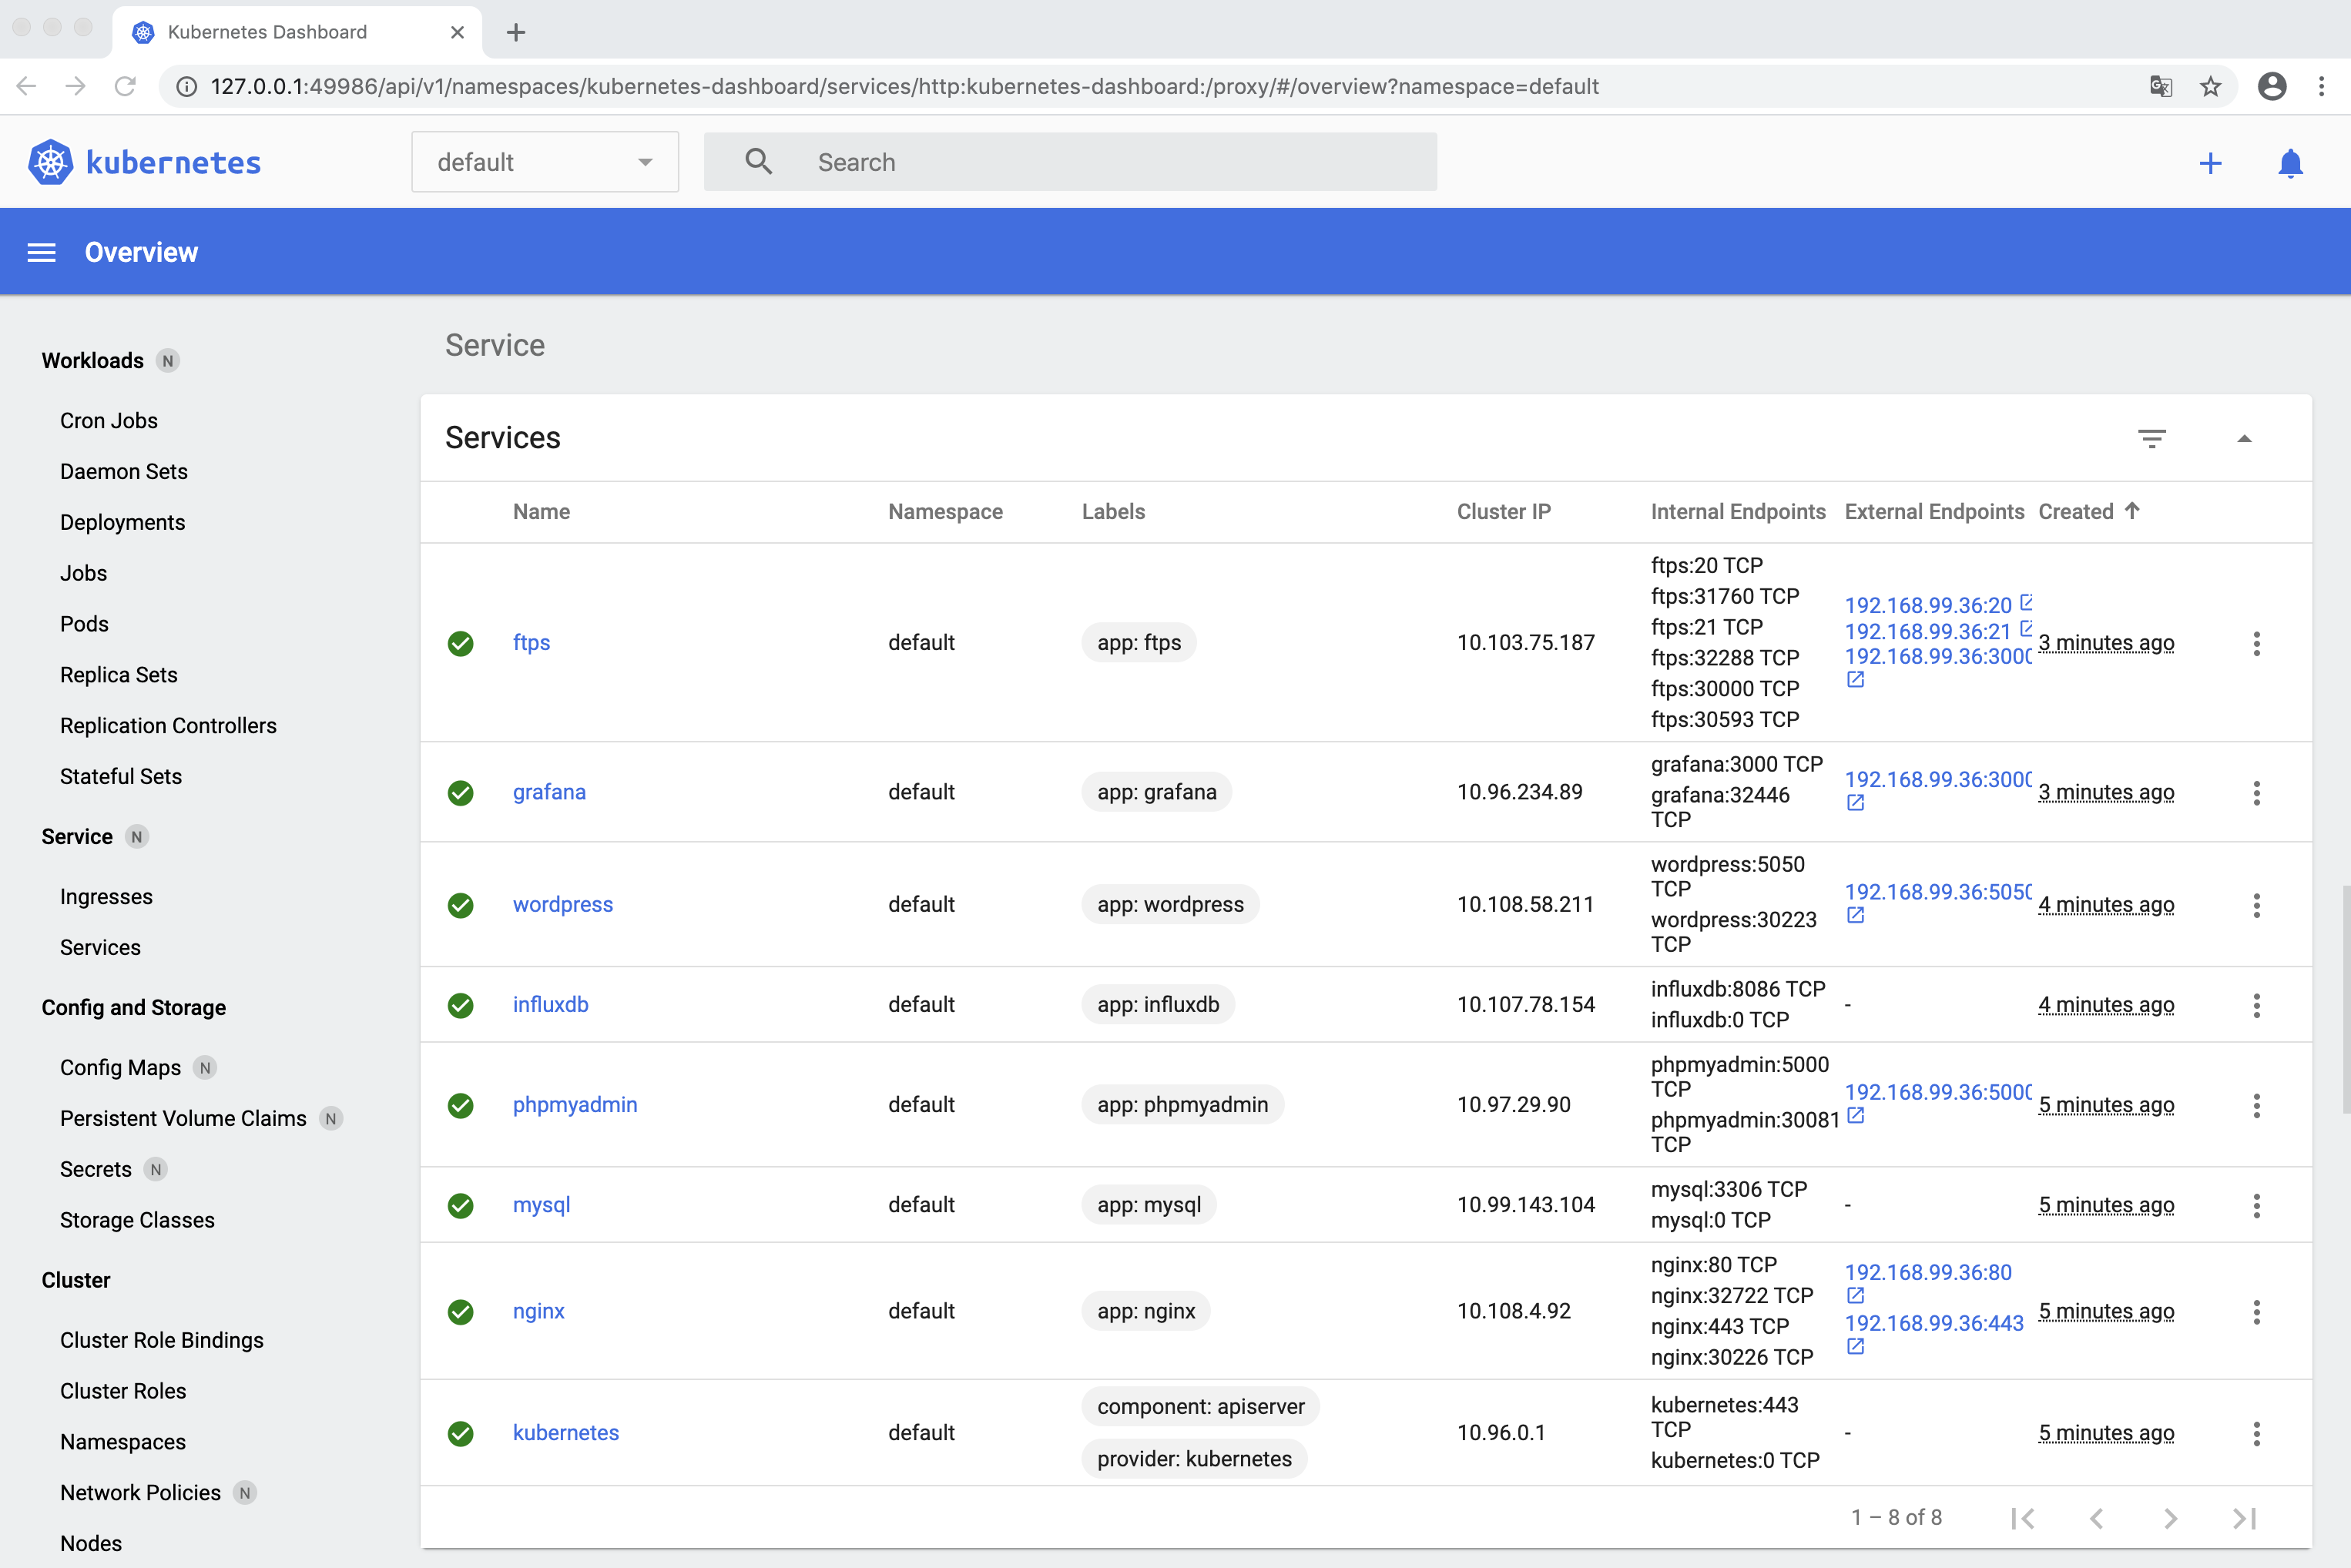 Kubernetes Dashboard
127.0.0.1:49986/api/v1/namespaces/kubernetes-dashboard/services/http:kubernetes-dashboard:/proxy/#/overview?namespace=default
kubernetes
default
Search
Overview
Workloads N
Cron Jobs
Daemon Sets
Deployments
Jobs
Pods
Replica Sets
Replication Controllers
Stateful Sets
Service N
Ingresses
Services
Config and Storage
Config Maps N
Persistent Volume Claims N
Secrets N
Storage Classes
Cluster
Cluster Role Bindings
Cluster Roles
Namespaces
Network Policies N
Nodes
Service
Services
Name Namespace Labels Cluster IP Internal Endpoints External Endpoints Created
ftps default app: ftps 10.103.75.187
ftps:20 TCP
ftps:31760 TCP
ftps:21 TCP
ftps:32288 TCP
ftps:30000 TCP
ftps:30593 TCP
192.168.99.36:20
192.168.99.36:21
192.168.99.36:3000
3 minutes ago
grafana default app: grafana 10.96.234.89
grafana:3000 TCP
grafana:32446
TCP
192.168.99.36:3000
3 minutes ago
wordpress default app: wordpress 10.108.58.211
wordpress:5050
TCP
wordpress:30223
TCP
192.168.99.36:5050
4 minutes ago
influxdb default app: influxdb 10.107.78.154
influxdb:8086 TCP
influxdb:0 TCP
-
4 minutes ago
phpmyadmin default app: phpmyadmin 10.97.29.90
phpmyadmin:5000
TCP
phpmyadmin:30081
TCP
192.168.99.36:5000
5 minutes ago
mysql default app: mysql 10.99.143.104
mysql:3306 TCP
mysql:0 TCP
-
5 minutes ago
nginx default app: nginx 10.108.4.92
nginx:80 TCP
nginx:32722 TCP
nginx:443 TCP
nginx:30226 TCP
192.168.99.36:80
192.168.99.36:443
5 minutes ago
kubernetes default
component: apiserver
provider: kubernetes
10.96.0.1
kubernetes:443
TCP
kubernetes:0 TCP
-
5 minutes ago
1 – 8 of 8